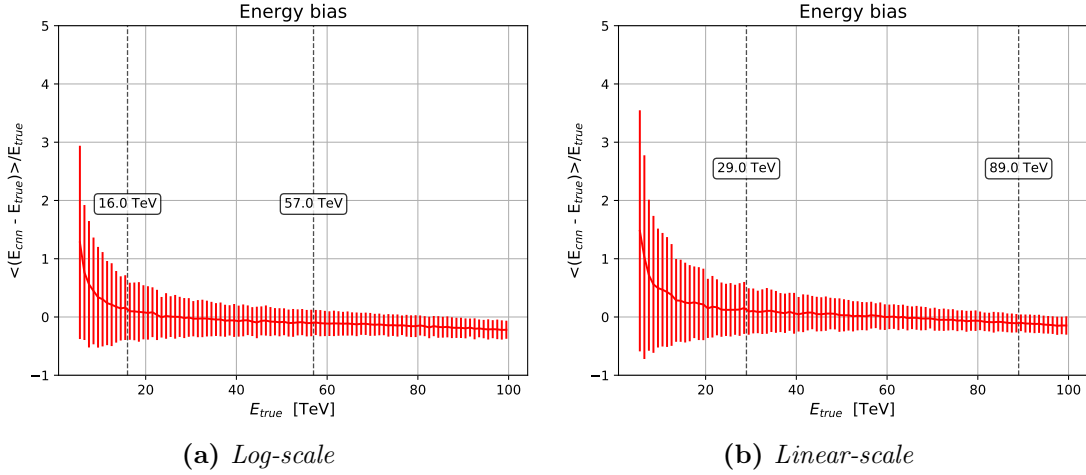 Energy bias
5
4
3
2
1
0
−1
<(E_cnn - E_true)>/E_true
16.0 TeV
57.0 TeV
20
40
60
80
100
E_true [TeV]
(a) Log-scale
Energy bias
5
4
3
2
1
0
−1
<(E_cnn - E_true)>/E_true
29.0 TeV
89.0 TeV
20
40
60
80
100
E_true [TeV]
(b) Linear-scale